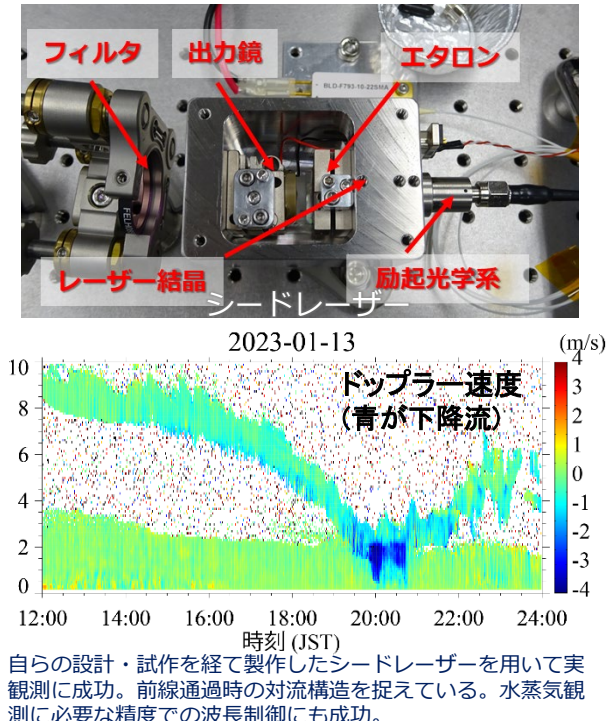 フィルタ 出力鏡 エタロン
BLD-F793-10-22SMA
レーザー結晶 励起光学系
シードレーザー
2023-01-13 (m/s)
ドップラー速度
(青が下降流)
10
8
6
4
2
0
4
3
2
1
0
-1
-2
-3
-4
12:00 14:00 16:00 18:00 20:00 22:00 24:00
時刻 (JST)
自らの設計・試作を経て製作したシードレーザーを用いて実
観測に成功。前線通過時の対流構造を捉えている。水蒸気観
測に必要な精度での波長制御にも成功。